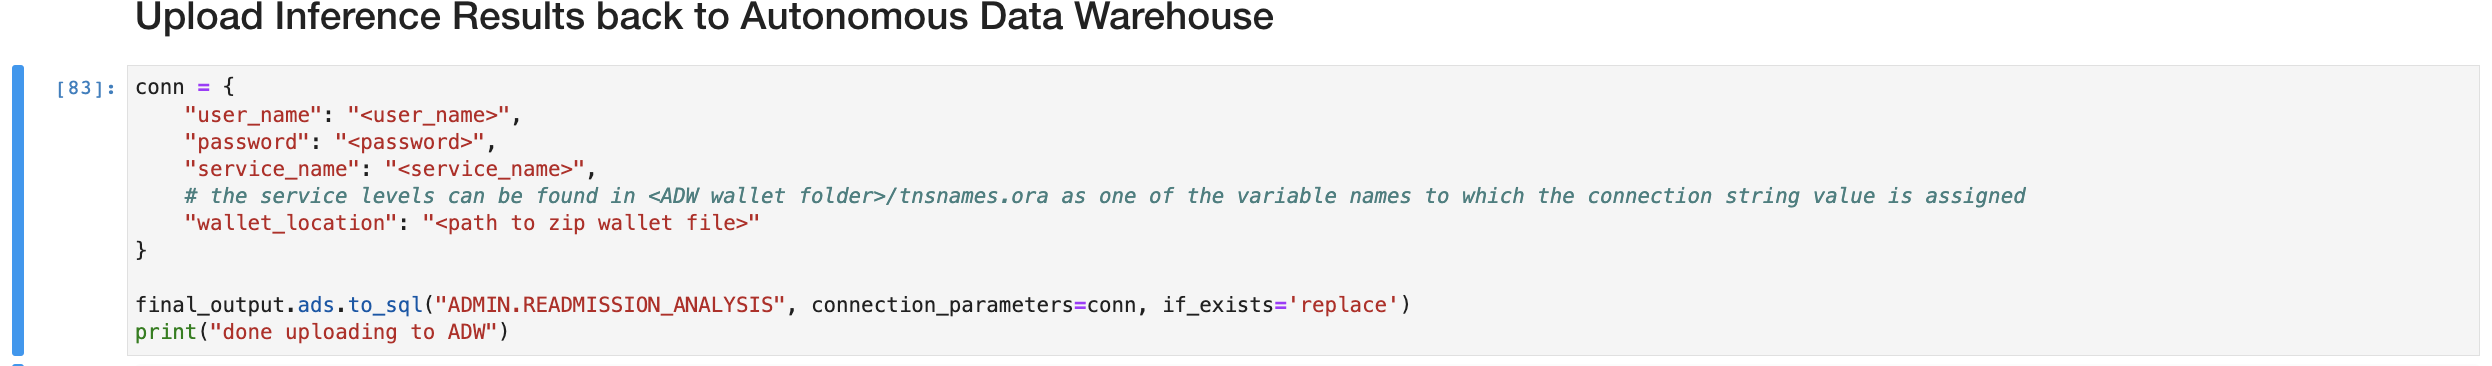 Upload Inference Results back to Autonomous Data Warehouse
[83]:
conn = {
    "user_name": "<user_name>",
    "password": "<password>",
    "service_name": "<service_name>",
    # the service levels can be found in <ADW wallet folder>/tnsnames.ora as one of the variable names to which the connection string value is assigned
    "wallet_location": "<path to zip wallet file>"
}

final_output.ads.to_sql("ADMIN.READMISSION_ANALYSIS", connection_parameters=conn, if_exists='replace')
print("done uploading to ADW")